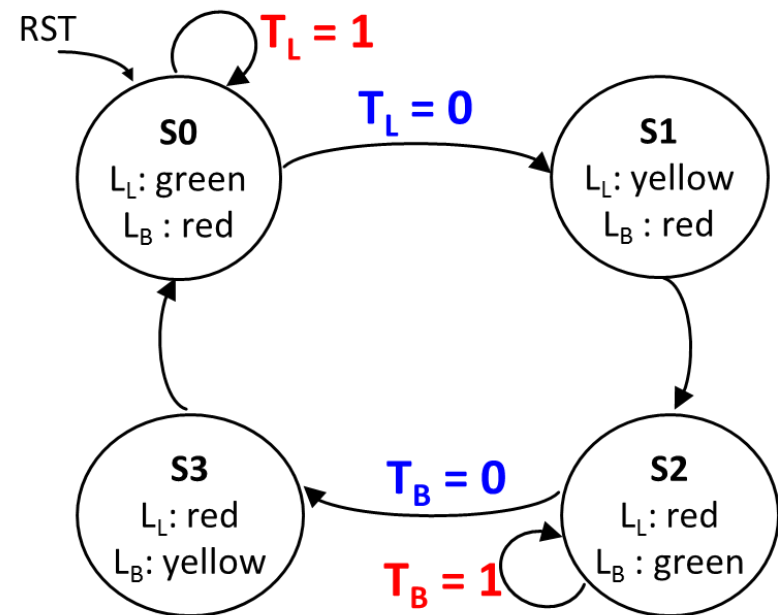 RST
T_L = 1
T_L = 0
S0
L_L: green
L_B : red
S1
L_L: yellow
L_B : red
S3
L_L: red
L_B: yellow
T_B = 0
T_B = 1
S2
L_L: red
L_B : green